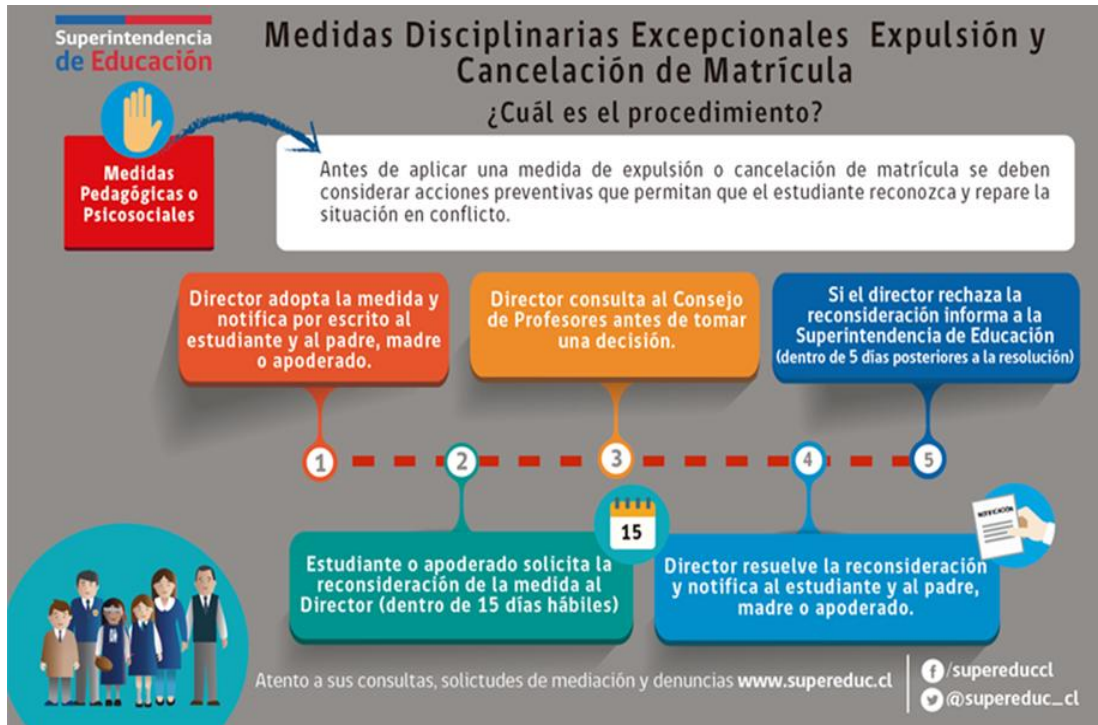 Superintendencia
de Educación
Medidas Disciplinarias Excepcionales Expulsión y
Cancelación de Matrícula
¿Cuál es el procedimiento?
Medidas
Pedagógicas o
Psicosociales
Antes de aplicar una medida de expulsión o cancelación de matrícula se deben
considerar acciones preventivas que permitan que el estudiante reconozca y repare la
situación en conflicto.
Director adopta la medida y
notifica por escrito al
estudiante y al padre, madre
o apoderado.
Director consulta al Consejo
de Profesores antes de tomar
una decisión.
Si el director rechaza la
reconsideración informa a la
Superintendencia de Educación
(dentro de 5 días posteriores a la resolución)
1
2
3
4
5
15
NOTIFICACIÓN
Estudiante o apoderado solicita la
reconsideración de la medida al
Director (dentro de 15 días hábiles)
Director resuelve la reconsideración
y notifica al estudiante y al padre,
madre o apoderado.
Atento a sus consultas, solictudes de mediación y denuncias www.supereduc.cl
/supereduccl
@supereduc_cl